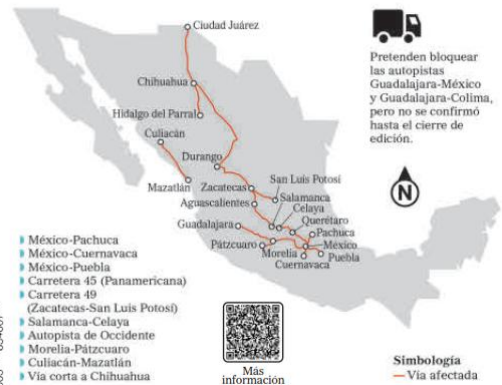 Ciudad Juárez
Chihuahua
Hidalgo del Parral
Culiacán
Durango
Mazatlán
Zacatecas
San Luis Potosí
Aguascalientes
Salamanca
Celaya
Guadalajara
Querétaro
Pachuca
Pátzcuaro
México
Morelia
Puebla
Cuernavaca
Pretenden bloquear
las autopistas
Guadalajara-México
y Guadalajara-Colima,
pero no se confirmó
hasta el cierre de
edición.
N
México-Pachuca
México-Cuernavaca
México-Puebla
Carretera 45 (Panamericana)
Carretera 49
(Zacatecas-San Luis Potosí)
Salamanca-Celaya
Autopista de Occidente
Morelia-Pátzcuaro
Culiacán-Mazatlán
Vía corta a Chihuahua
Más
información
Simbología
Vía afectada